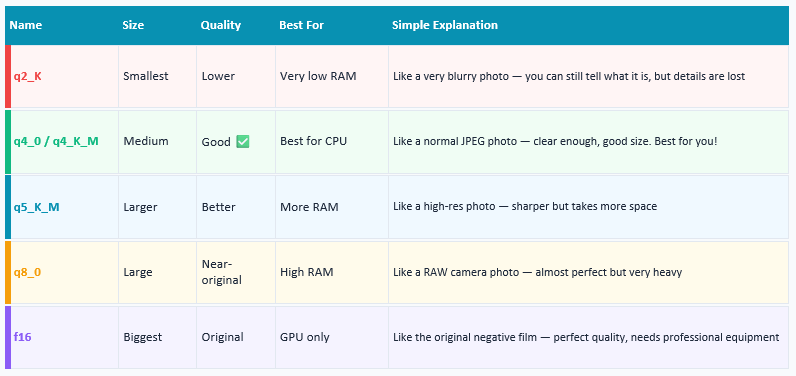 Name Size Quality Best For Simple Explanation
q2_K Smallest Lower Very low RAM Like a very blurry photo — you can still tell what it is, but details are lost
q4_0 / q4_K_M Medium Good ✅ Best for CPU Like a normal JPEG photo — clear enough, good size. Best for you!
q5_K_M Larger Better More RAM Like a high-res photo — sharper but takes more space
q8_0 Large Near-
original High RAM Like a RAW camera photo — almost perfect but very heavy
f16 Biggest Original GPU only Like the original negative film — perfect quality, needs professional equipment